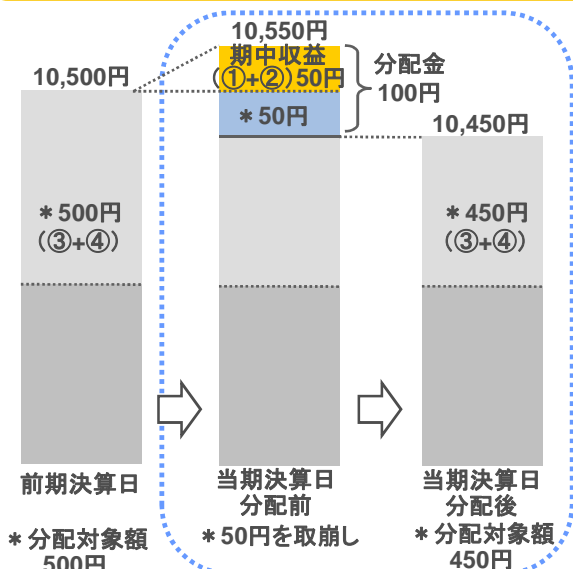 10,550円
期中収益
(①+②)50円
分配金
100円
10,500円
10,450円
＊50円
＊500円
(③+④)
＊450円
(③+④)
前期決算日
当期決算日
分配前
当期決算日
分配後
＊分配対象額
500円
＊50円を取崩し
＊分配対象額
450円